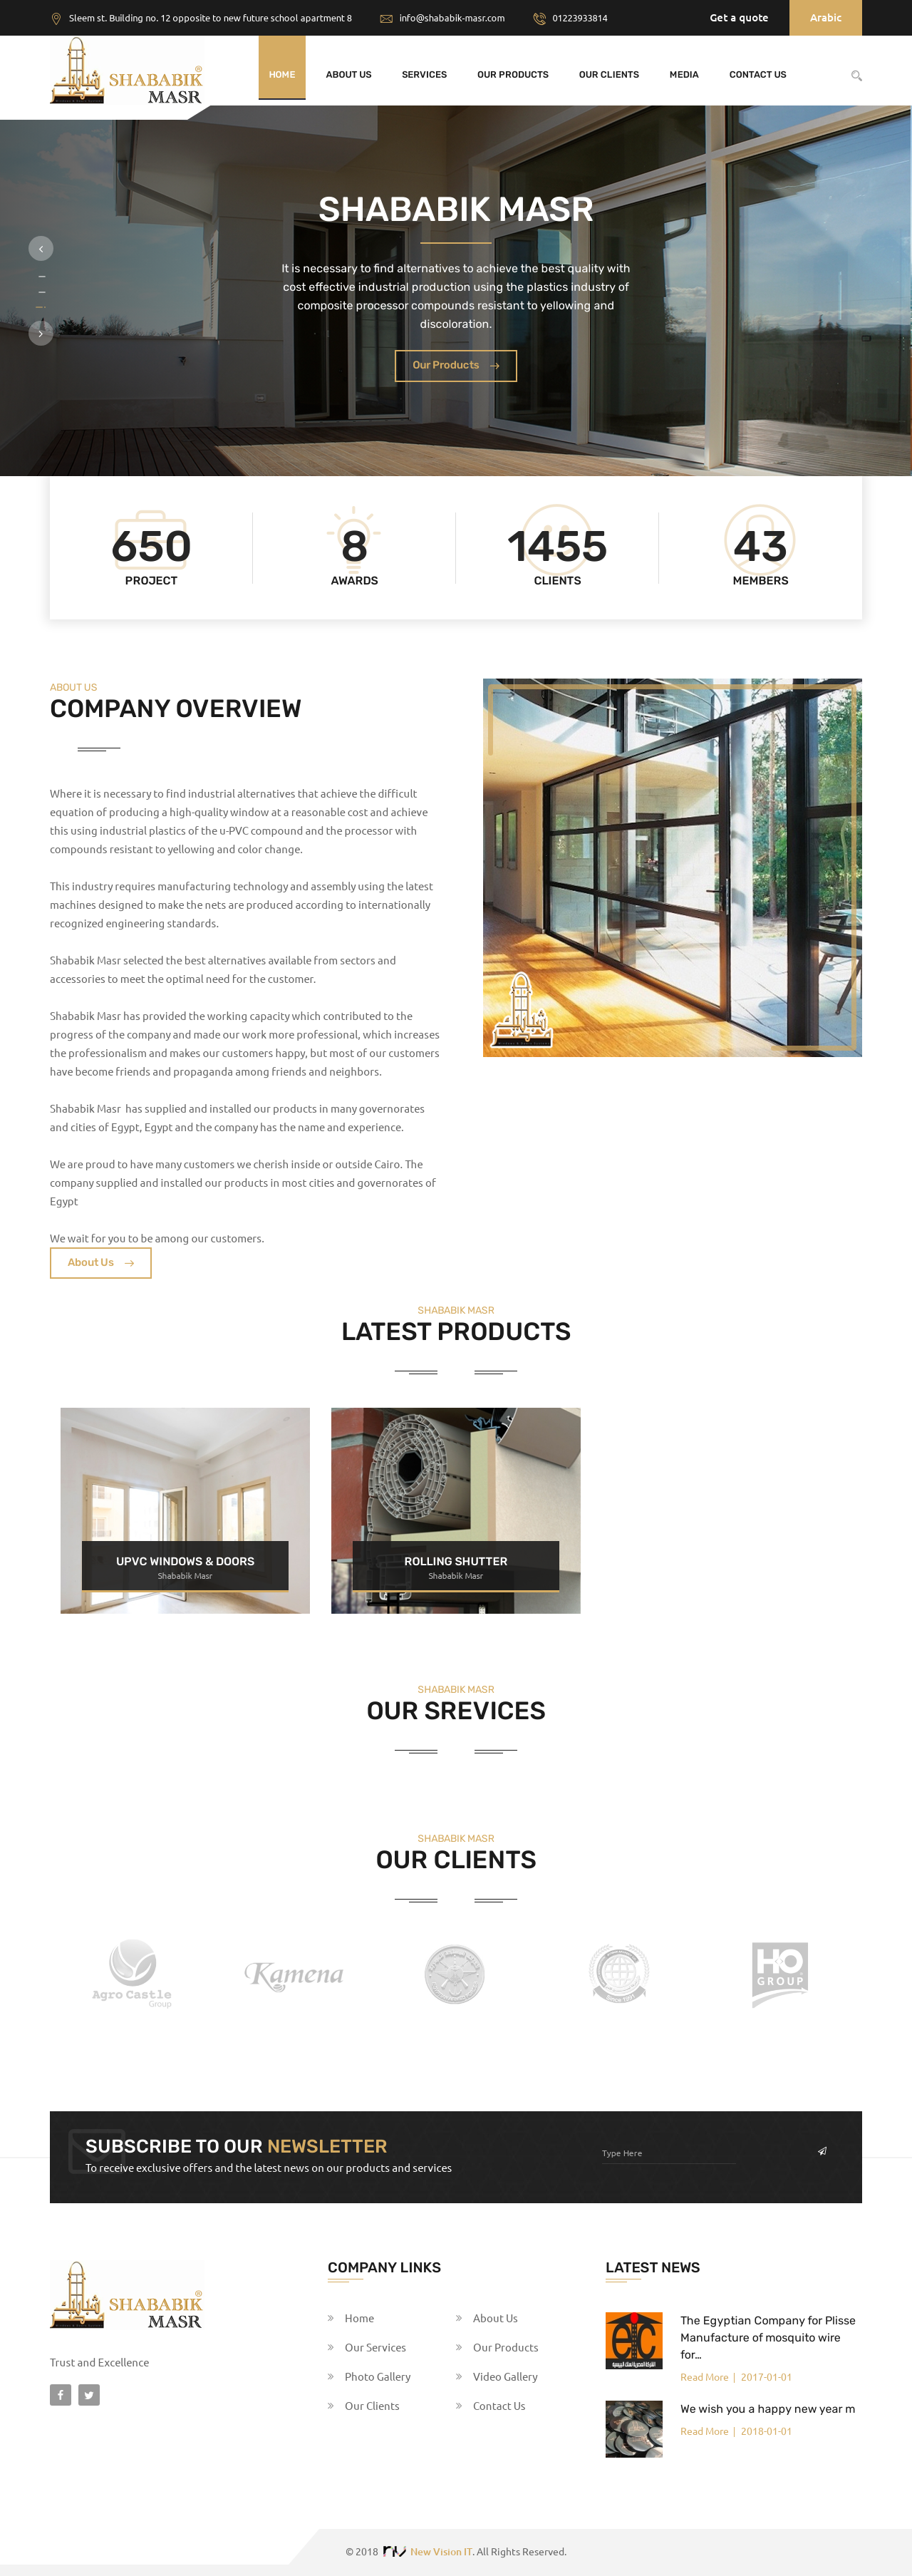 Sleem st. Building no. 12 opposite to new future school apartment 8
info@shababik-masr.com
01223933814
Get a quote
Arabic
SHABABIK®
MASR
HOME
ABOUT US
SERVICES
OUR PRODUCTS
OUR CLIENTS
MEDIA
CONTACT US
SHABABIK MASR
It is necessary to find alternatives to achieve the best quality with
cost effective industrial production using the plastics industry of
composite processor compounds resistant to yellowing and
discoloration.
Our Products
650
PROJECT
8
AWARDS
1455
CLIENTS
43
MEMBERS
ABOUT US
COMPANY OVERVIEW
Where it is necessary to find industrial alternatives that achieve the difficult
equation of producing a high-quality window at a reasonable cost and achieve
this using industrial plastics of the u-PVC compound and the processor with
compounds resistant to yellowing and color change.
This industry requires manufacturing technology and assembly using the latest
machines designed to make the nets are produced according to internationally
recognized engineering standards.
Shababik Masr selected the best alternatives available from sectors and
accessories to meet the optimal need for the customer.
Shababik Masr has provided the working capacity which contributed to the
progress of the company and made our work more professional, which increases
the professionalism and makes our customers happy, but most of our customers
have become friends and propaganda among friends and neighbors.
Shababik Masr  has supplied and installed our products in many governorates
and cities of Egypt, Egypt and the company has the name and experience.
We are proud to have many customers we cherish inside or outside Cairo. The
company supplied and installed our products in most cities and governorates of
Egypt
We wait for you to be among our customers.
About Us
SHABABIK MASR
LATEST PRODUCTS
UPVC WINDOWS & DOORS
Shababik Masr
ROLLING SHUTTER
Shababik Masr
SHABABIK MASR
OUR SREVICES
SHABABIK MASR
OUR CLIENTS
Agro Castle
Group
Kamena
HO
GROUP
SUBSCRIBE TO OUR NEWSLETTER
To receive exclusive offers and the latest news on our products and services
Type Here
SHABABIK®
MASR
Trust and Excellence
COMPANY LINKS
Home
About Us
Our Services
Our Products
Photo Gallery
Video Gallery
Our Clients
Contact Us
LATEST NEWS
The Egyptian Company for Plisse
Manufacture of mosquito wire
for...
Read More | 2017-01-01
We wish you a happy new year m
Read More | 2018-01-01
© 2018 New Vision IT. All Rights Reserved.